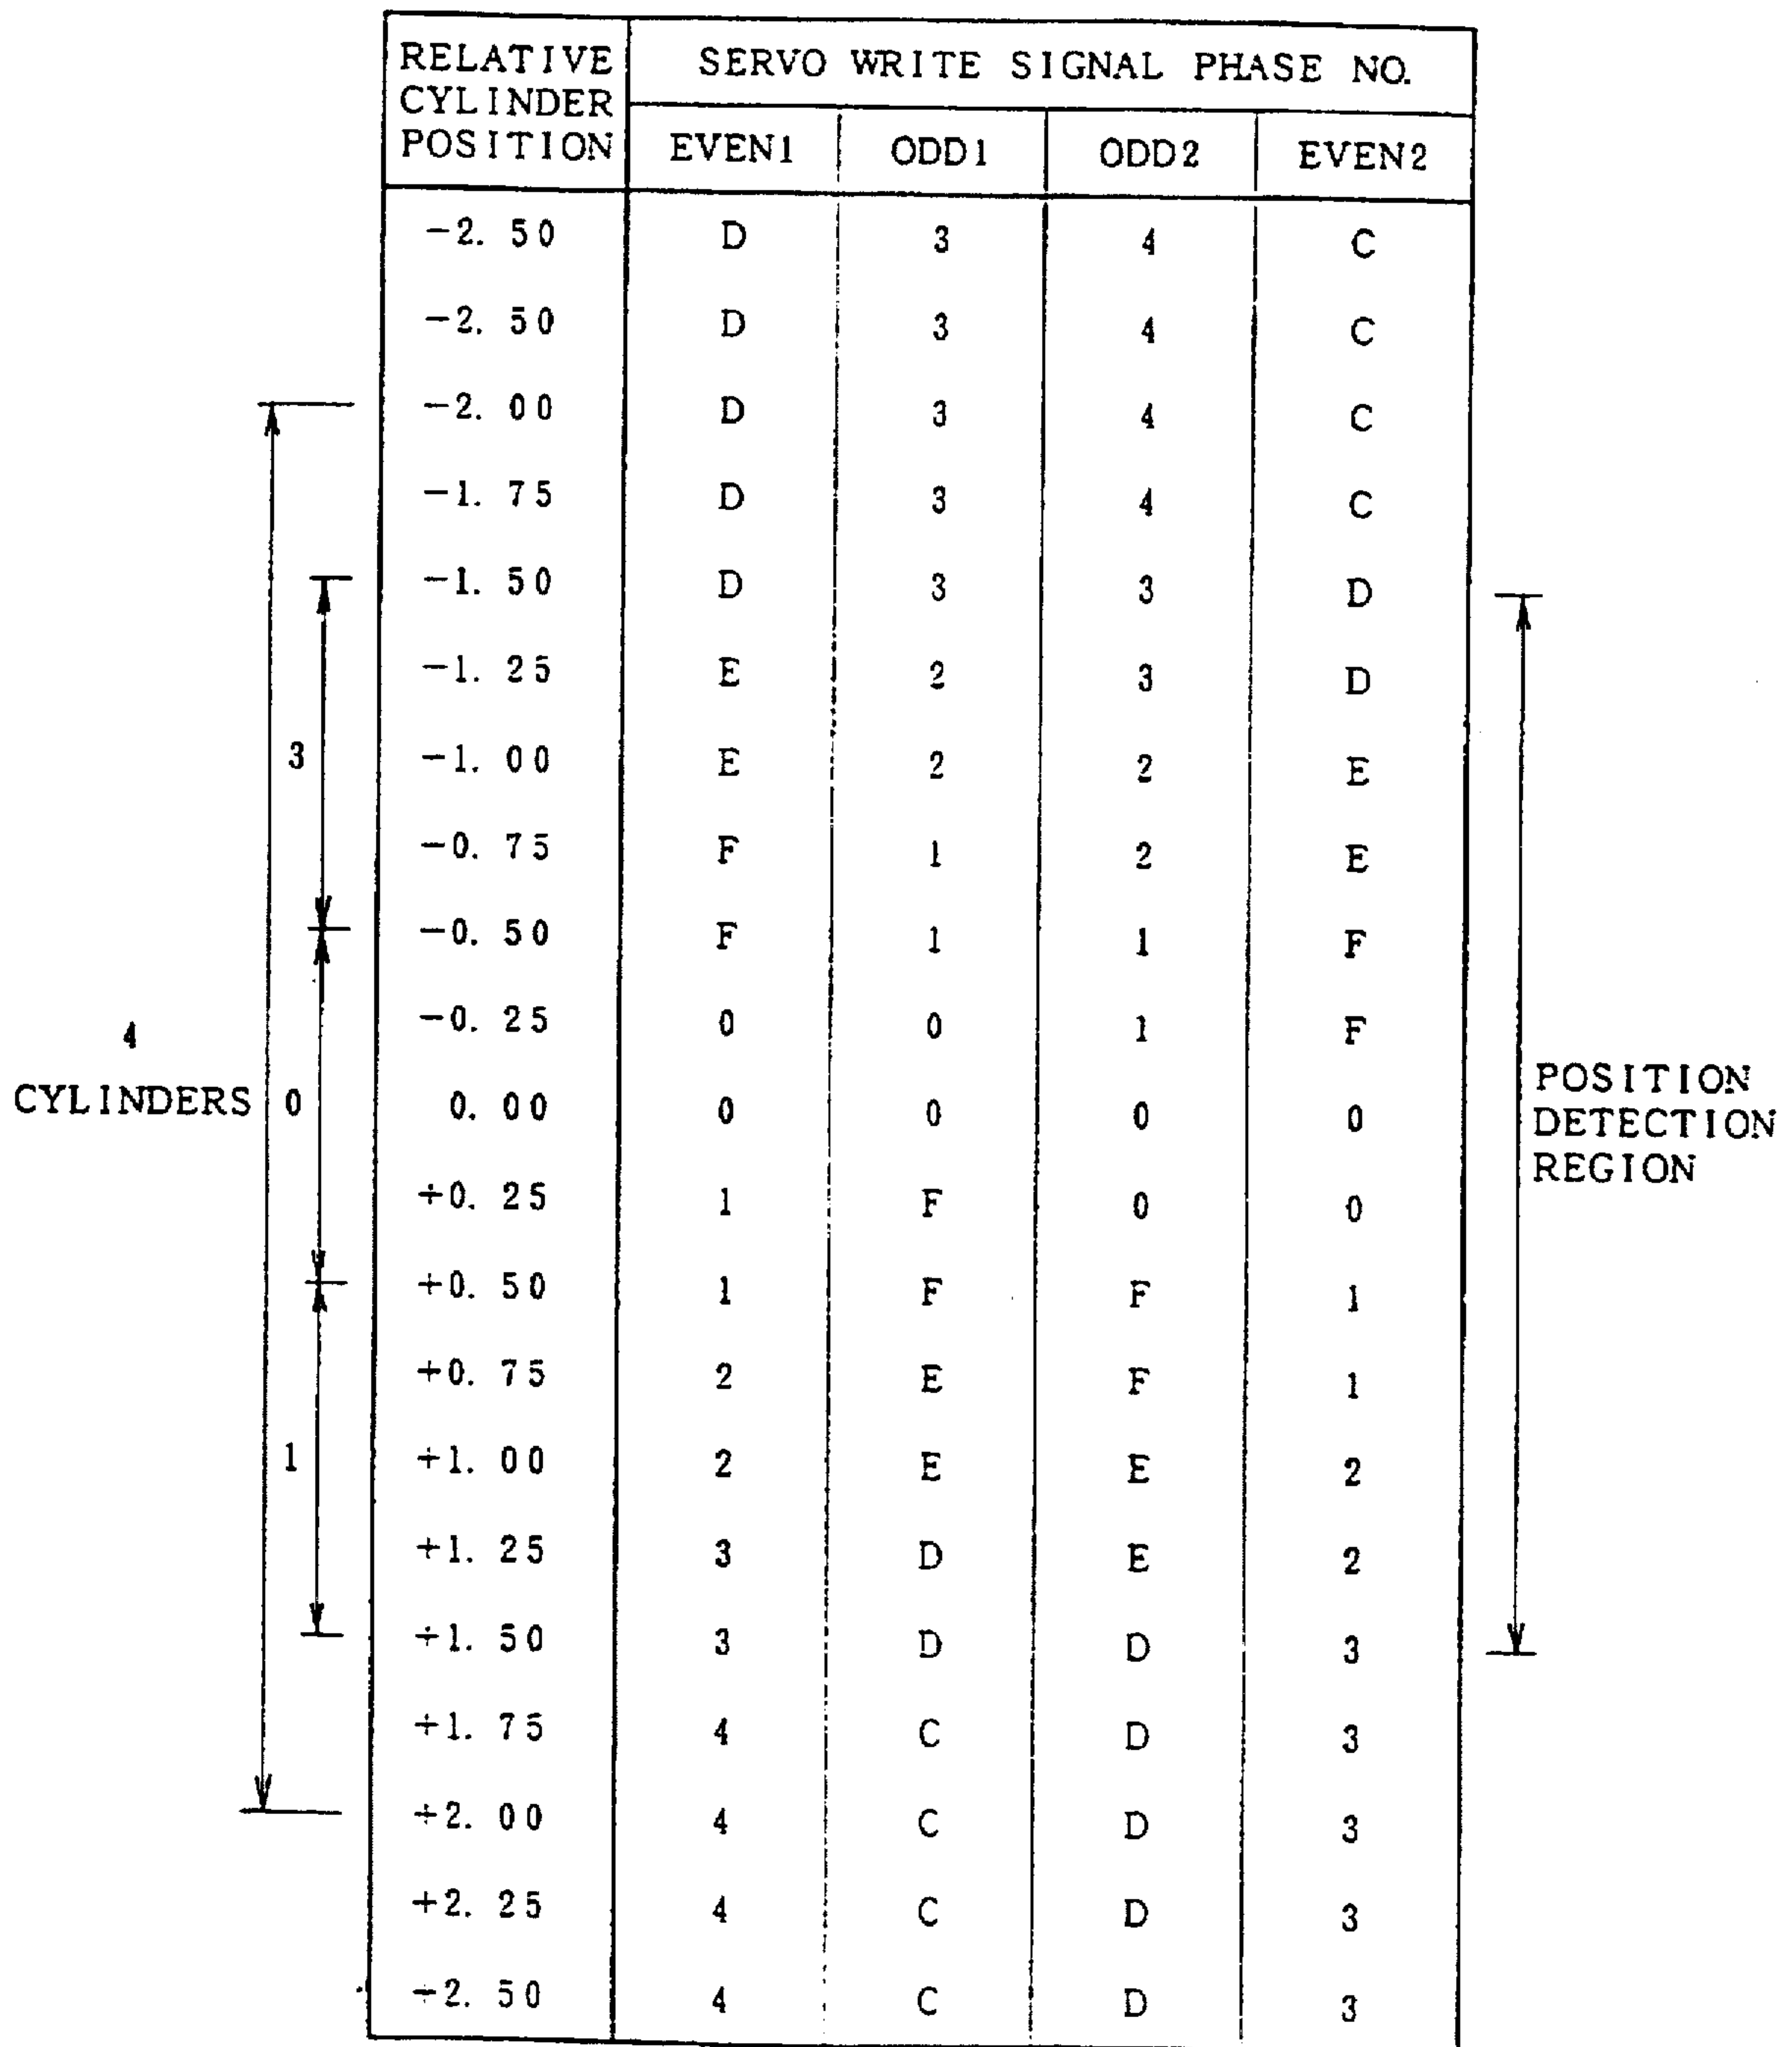 RELATIVE CYLINDER POSITION
SERVO WRITE SIGNAL PHASE NO.
EVEN1 ODD1 ODD2 EVEN2
-2. 50 D 3 4 C
-2. 50 D 3 4 C
-2. 00 D 3 4 C
-1. 75 D 3 4 C
-1. 50 D 3 3 D
-1. 25 E 2 3 D
3
-1. 00 E 2 2 E
-0. 75 F 1 2 E
-0. 50 F 1 1 F
-0. 25 0 0 1 F
4
CYLINDERS
0
0. 00 0 0 0 0
POSITION
DETECTION
REGION
+0. 25 1 F 0 0
+0. 50 1 F F 1
+0. 75 2 E F 1
1
+1. 00 2 E E 2
+1. 25 3 D E 2
+1. 50 3 D D 3
+1. 75 4 C D 3
+2. 00 4 C D 3
+2. 25 4 C D 3
+2. 50 4 C D 3